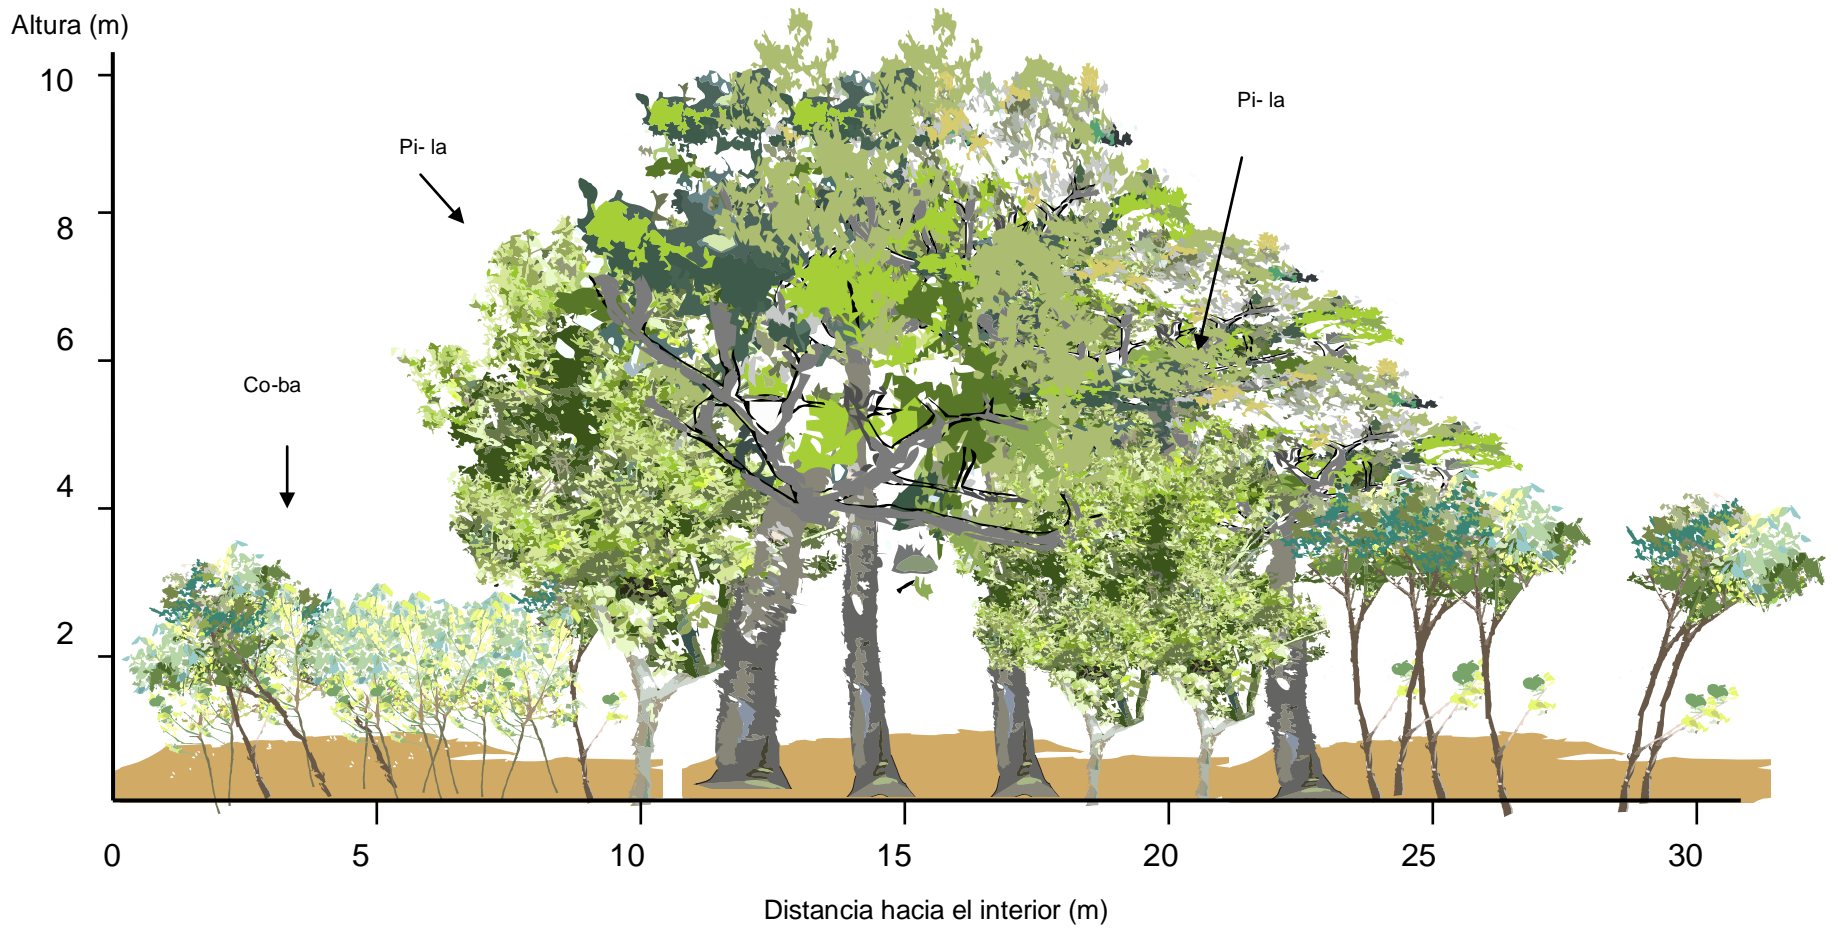 Altura (m)
10
Pi- la
Pi- la
8
6
Co-ba
4
2
0 5 10 15 20 25 30
Distancia hacia el interior (m)